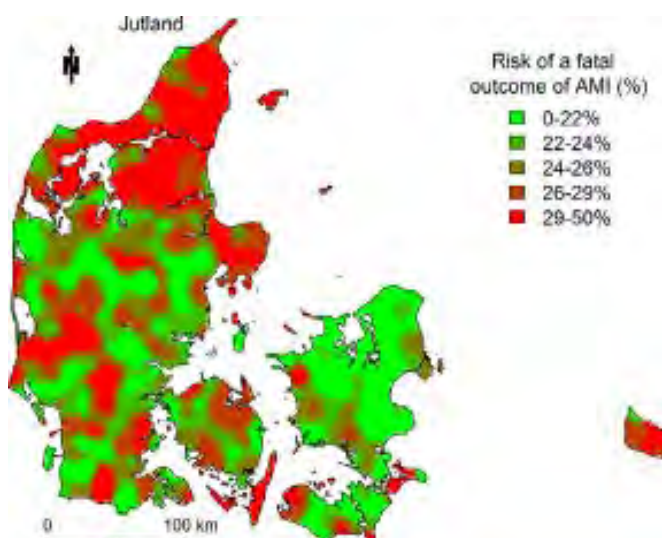 Jutland
N
Risk of a fatal
outcome of AMI (%)
0-22%
22-24%
24-26%
26-29%
29-50%
0 100 km